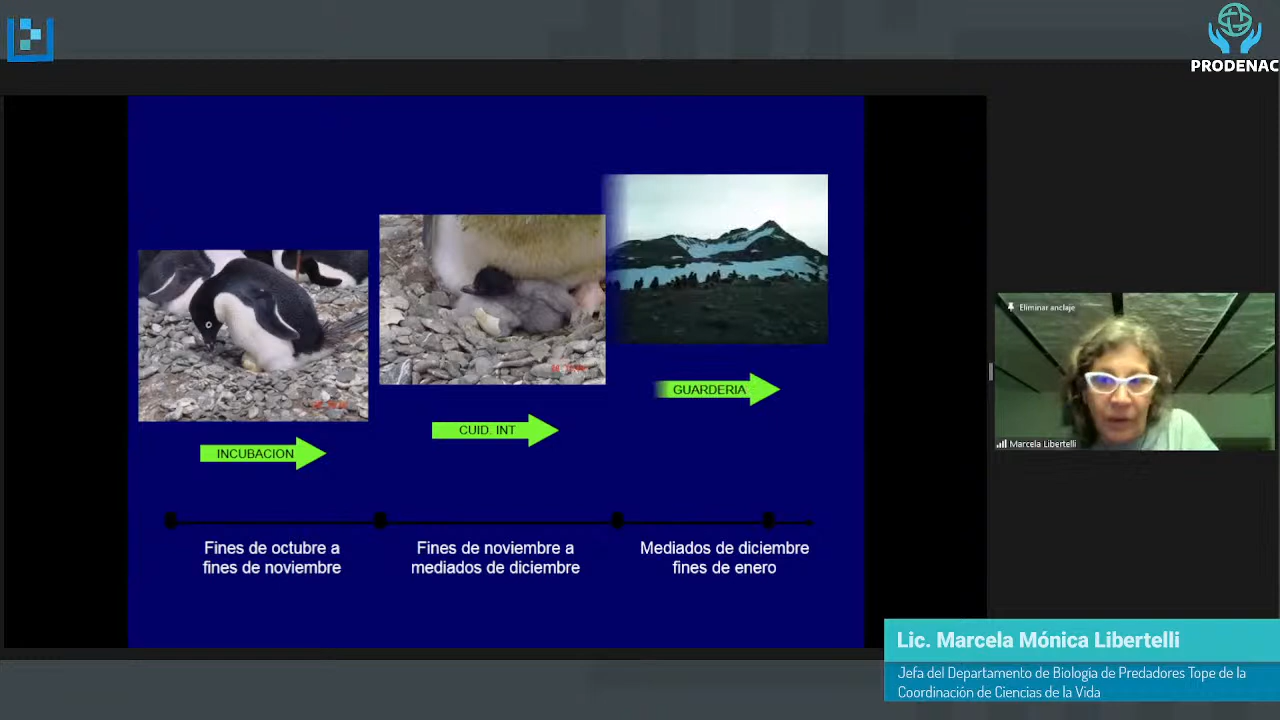 PRODENAC
INCUBACION
CUID. INT
GUARDERIA
Fines de octubre a
fines de noviembre
Fines de noviembre a
mediados de diciembre
Mediados de diciembre
fines de enero
Eliminar anclaje
Marcela Libertelli
Lic. Marcela Mónica Libertelli
Jefa del Departamento de Biología de Predadores Tope de la
Coordinación de Ciencias de la Vida